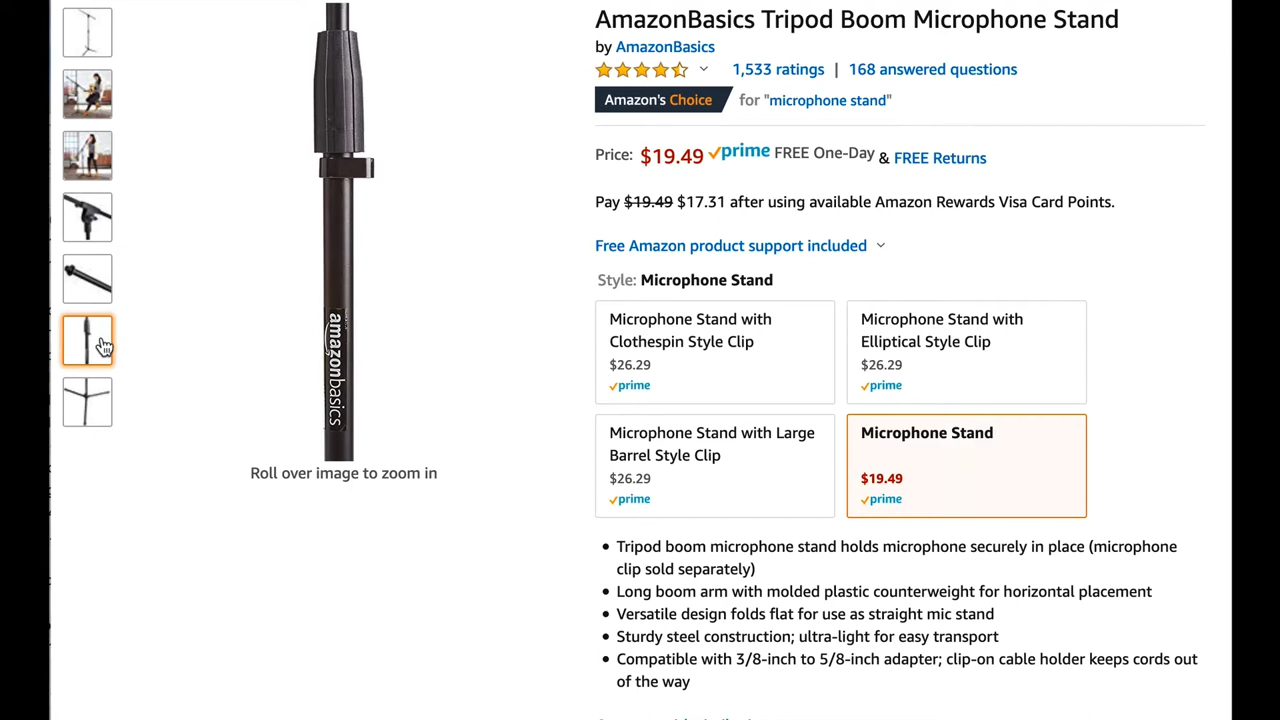 AmazonBasics Tripod Boom Microphone Stand
by AmazonBasics
1,533 ratings | 168 answered questions
Amazon's Choice for "microphone stand"
Price: $19.49 prime FREE One-Day & FREE Returns
Pay $19.49 $17.31 after using available Amazon Rewards Visa Card Points.
Free Amazon product support included
Style: Microphone Stand
Microphone Stand with
Clothespin Style Clip
$26.29
prime
Microphone Stand with
Elliptical Style Clip
$26.29
prime
Microphone Stand with Large
Barrel Style Clip
$26.29
prime
Microphone Stand
$19.49
prime
• Tripod boom microphone stand holds microphone securely in place (microphone
clip sold separately)
• Long boom arm with molded plastic counterweight for horizontal placement
• Versatile design folds flat for use as straight mic stand
• Sturdy steel construction; ultra-light for easy transport
• Compatible with 3/8-inch to 5/8-inch adapter; clip-on cable holder keeps cords out
of the way
amazonbasics
Roll over image to zoom in